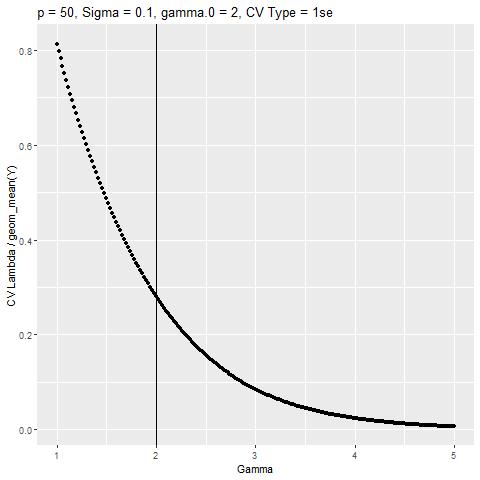 p = 50, Sigma = 0.1, gamma.0 = 2, CV Type = 1se
CV Lambda / geom_mean(Y)
0.8
0.6
0.4
0.2
0.0
1 2 3 4 5
Gamma